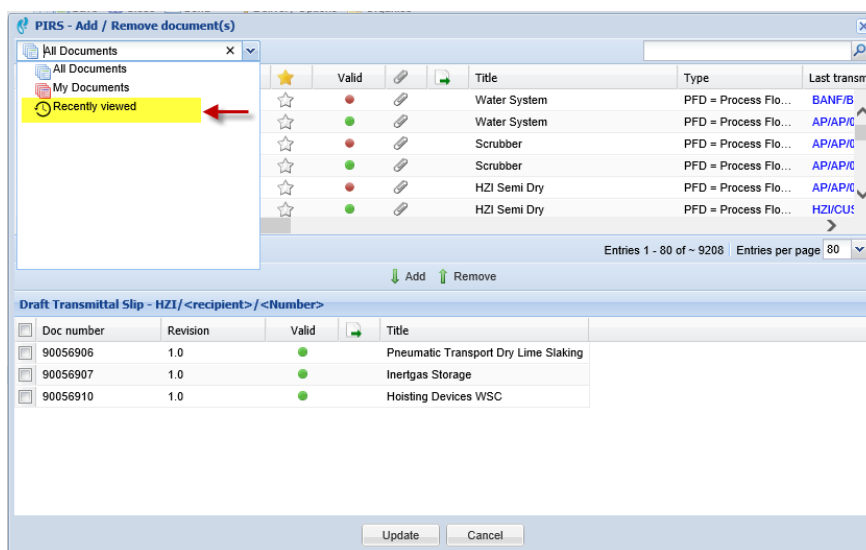 PIRS - Add / Remove document(s)
All Documents
All Documents
My Documents
Recently viewed
Valid Title Type Last transm
Water System PFD = Process Flo... BANF/B
Water System PFD = Process Flo... AP/AP/0
Scrubber PFD = Process Flo... AP/AP/0
Scrubber PFD = Process Flo... AP/AP/0
HZI Semi Dry PFD = Process Flo... AP/AP/0
HZI Semi Dry PFD = Process Flo... HZI/CUS
Entries 1 - 80 of ~ 9208 Entries per page 80
Add Remove
Draft Transmittal Slip - HZI/<recipient>/<Number>
Doc number Revision Valid Title
90056906 1.0 Pneumatic Transport Dry Lime Slaking
90056907 1.0 Inertgas Storage
90056910 1.0 Hoisting Devices WSC
Update Cancel